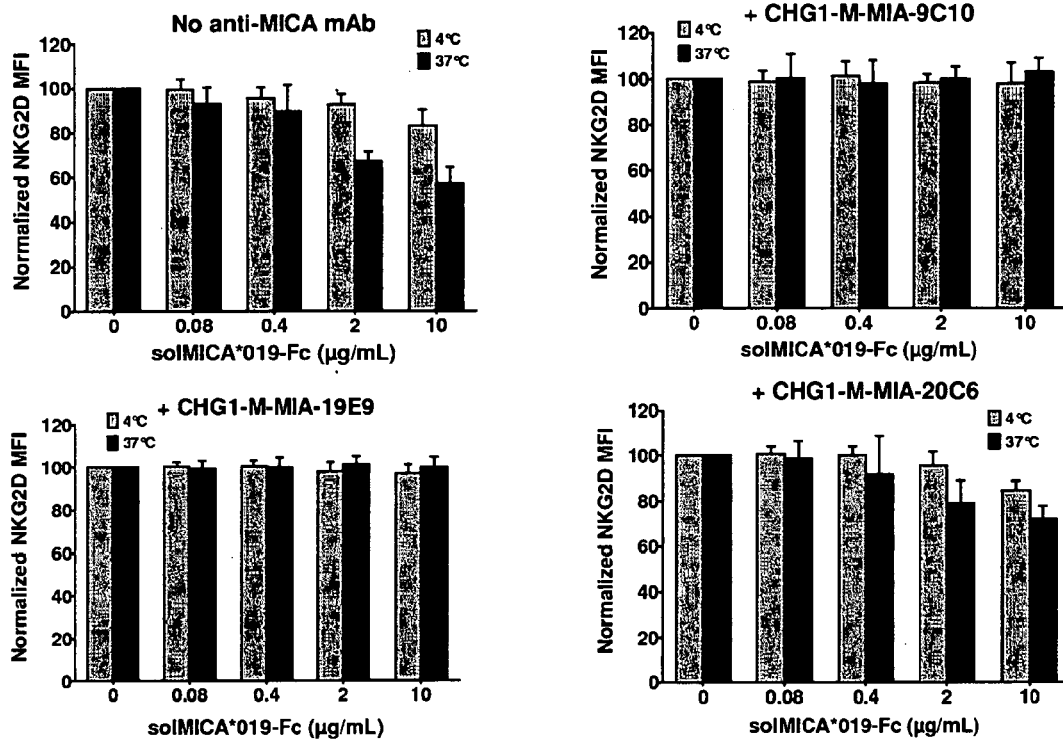 No anti-MICA mAb
4°C
37°C
Normalized NKG2D MFI
120
100
80
60
40
20
0
0 0.08 0.4 2 10
solMICA*019-Fc (µg/mL)
+ CHG1-M-MIA-9C10
4°C
37°C
Normalized NKG2D MFI
120
100
80
60
40
20
0
0 0.08 0.4 2 10
solMICA*019-Fc (µg/mL)
+ CHG1-M-MIA-19E9
4°C
37°C
Normalized NKG2D MFI
120
100
80
60
40
20
0
0 0.08 0.4 2 10
solMICA*019-Fc (µg/mL)
+ CHG1-M-MIA-20C6
4°C
37°C
Normalized NKG2D MFI
120
100
80
60
40
20
0
0 0.08 0.4 2 10
solMICA*019-Fc (µg/mL)